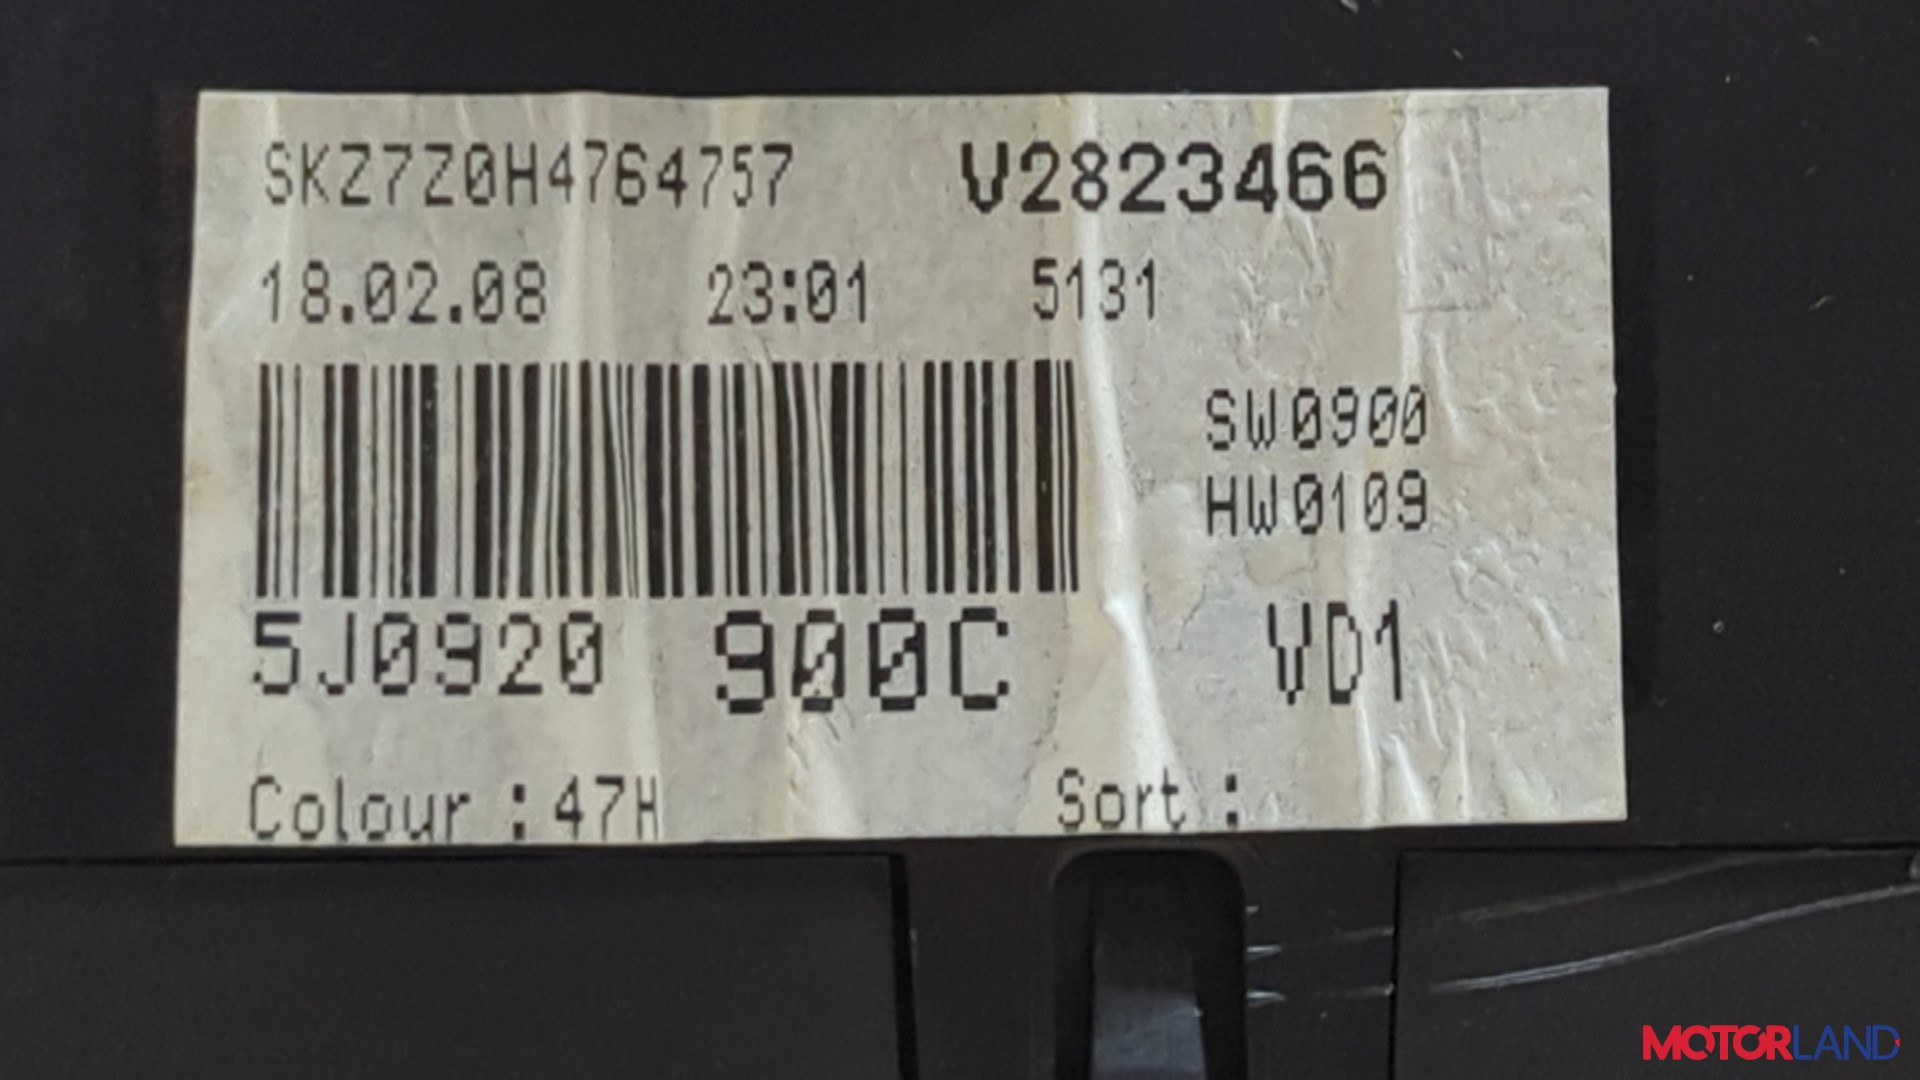 SKZ7Z0H4764757 V2823466
18.02.08 23:01 5131
SW0900
HW0109
5J0920 900C VD1
Colour : 47H Sort :
MOTORLAND